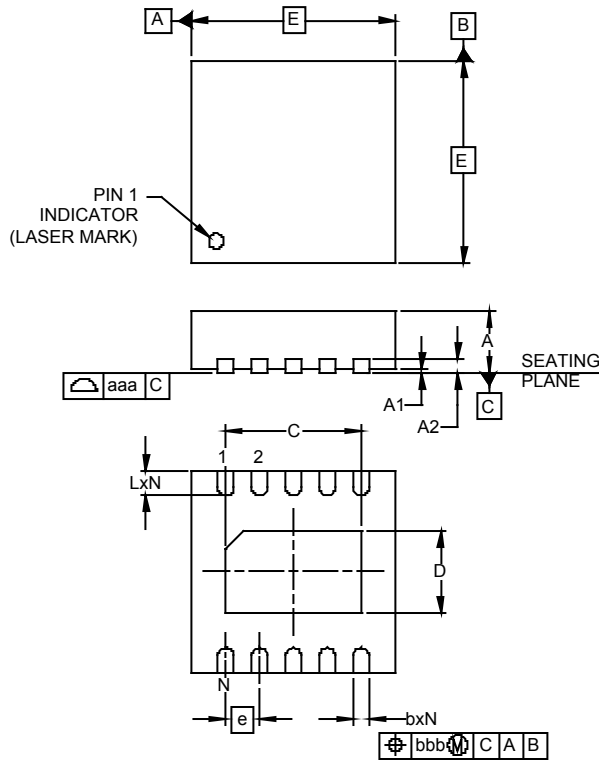 A
E
B
E
PIN 1
INDICATOR
(LASER MARK)
A
SEATING
PLANE
aaa C
A1
A2
C
C
1 2
LxN
D
N
e
bxN
bbb M C A B